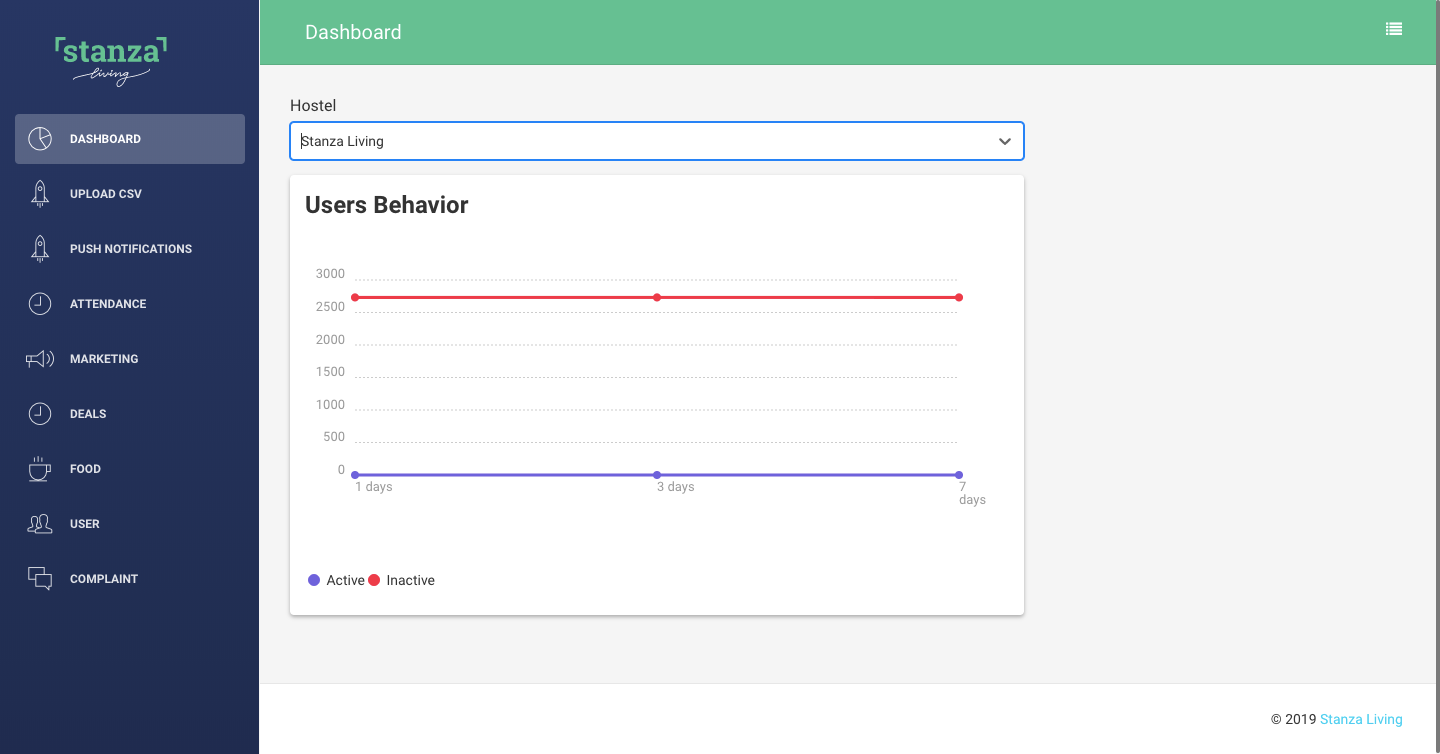 stanza
living
DASHBOARD
UPLOAD CSV
PUSH NOTIFICATIONS
ATTENDANCE
MARKETING
DEALS
FOOD
USER
COMPLAINT
Dashboard
Hostel
Stanza Living
Users Behavior
3000
2500
2000
1500
1000
500
0
1 days
3 days
7
days
Active Inactive
© 2019 Stanza Living